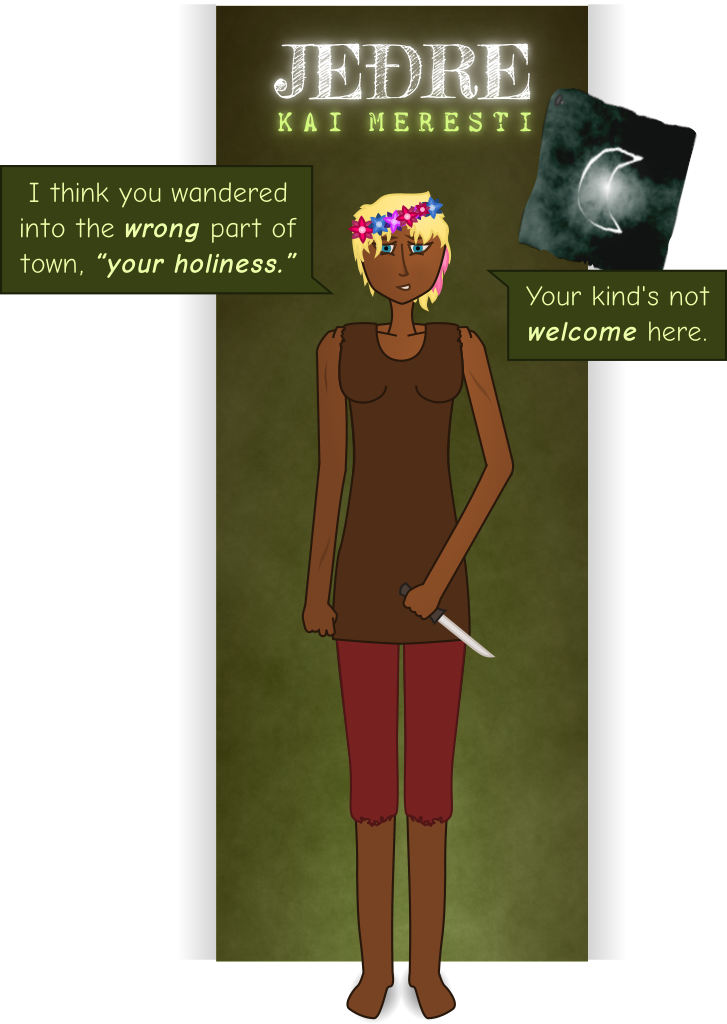 JEÐRE
KAI MERESTI
I think you wandered
into the wrong part of
town, “your holiness.”
Your kind's not
welcome here.